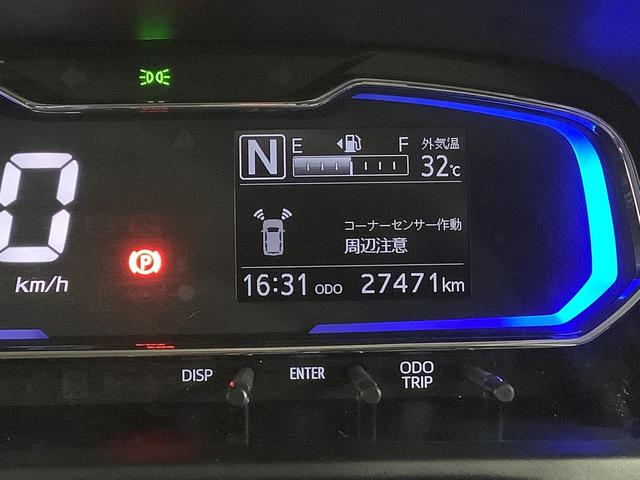 0
km/h
P
N
E F
外気温
32℃
コーナーセンサー作動
周辺注意
16:31 ODO 27471km
DISP
ENTER
ODO
TRIP